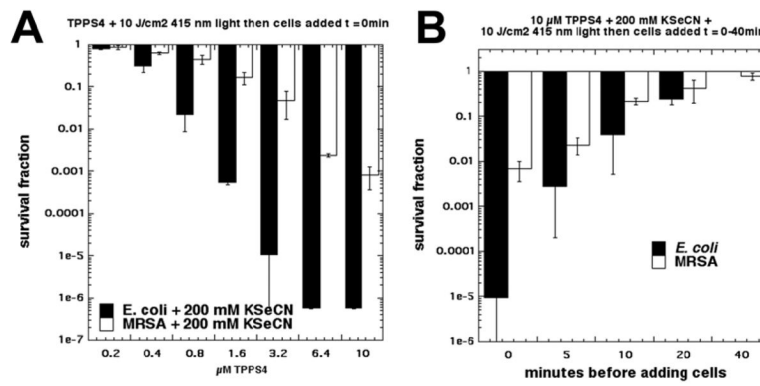 A
TPPS4 + 10 J/cm2 415 nm light then cells added t = 0min
survival fraction
1
0.1
0.01
0.001
0.0001
1e-5
1e-6
1e-7
E. coli + 200 mM KSeCN
MRSA + 200 mM KSeCN
0.2 0.4 0.8 1.6 3.2 6.4 10
µM TPPS4
B
10 µM TPPS4 + 200 mM KSeCN +
10 J/cm2 415 nm light then cells added t = 0-40min
survival fraction
1
0.1
0.01
0.001
0.0001
1e-5
1e-6
E. coli
MRSA
0 5 10 20 40
minutes before adding cells